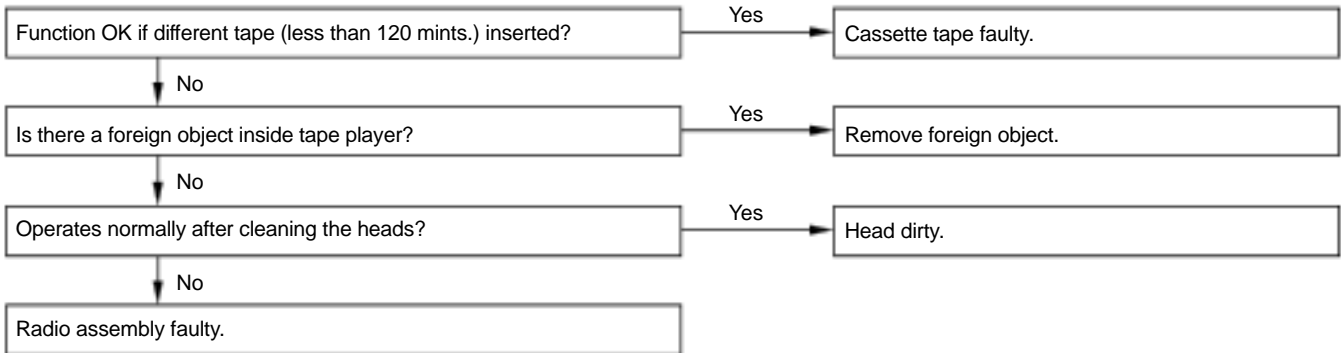 Function OK if different tape (less than 120 mints.) inserted?
Yes
Cassette tape faulty.
No
Is there a foreign object inside tape player?
Yes
Remove foreign object.
No
Operates normally after cleaning the heads?
Yes
Head dirty.
No
Radio assembly faulty.